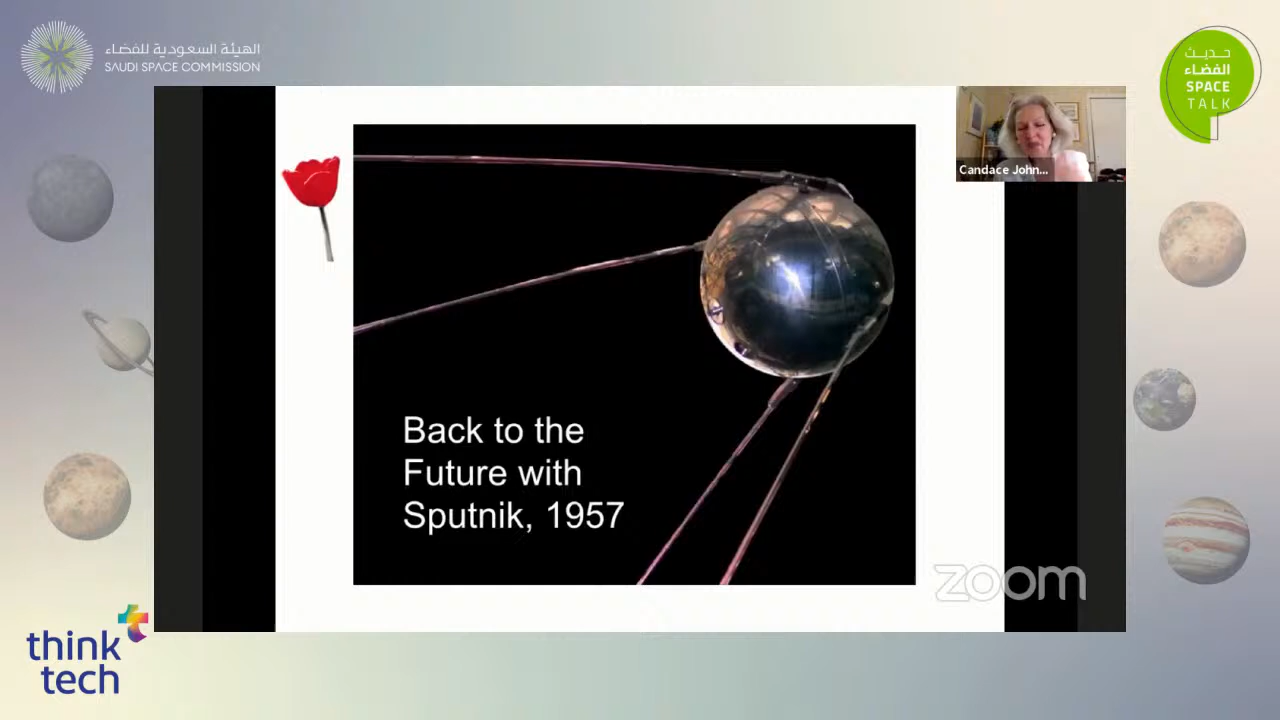 الهيئة السعودية للفضاء
SAUDI SPACE COMMISSION
حديث
الفضاء
SPACE
TALK
Candace John...
Back to the
Future with
Sputnik, 1957
zoom
think
tech